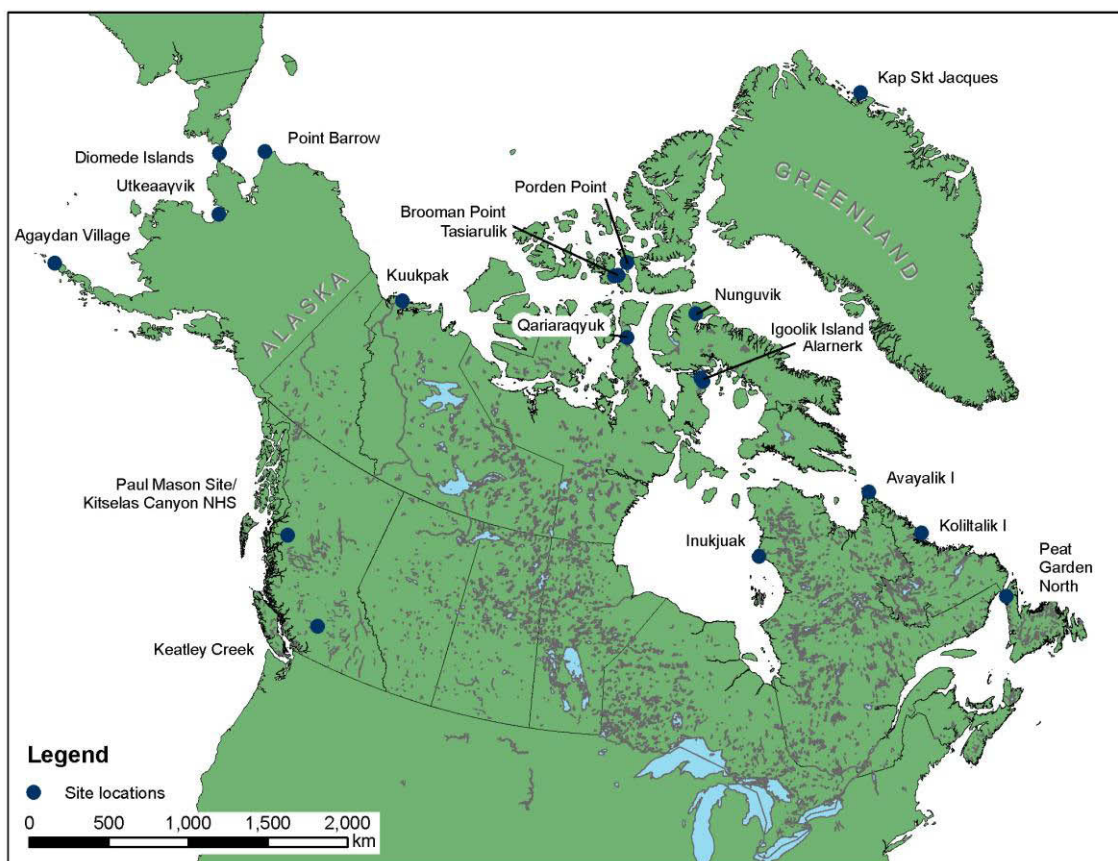 Kap Skt Jacques
Point Barrow
Diomede Islands
Utkeaaγvik
Agaydan Village
Porden Point
Brooman Point
Tasiarulik
GREENLAND
ALASKA
Kuukpak
Nunguvik
Qariaraqyuk
Igoolik Island
Alarnerk
Paul Mason Site/
Kitselas Canyon NHS
Avayalik I
Koliltalik I
Inukjuak
Peat
Garden
North
Keatley Creek
Legend
Site locations
0 500 1,000 1,500 2,000
km